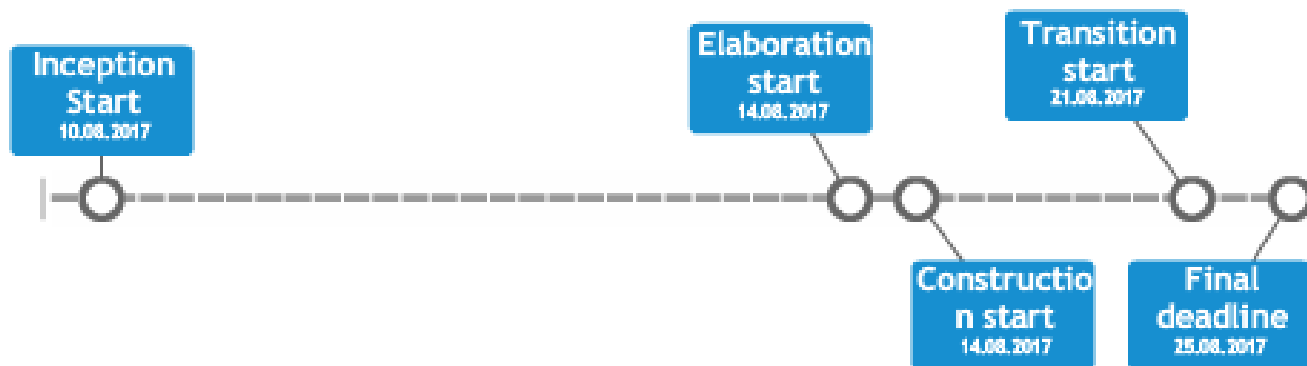 Inception
Start
10.08.2017
Elaboration
start
14.08.2017
Transition
start
21.08.2017
Constructio
n start
14.08.2017
Final
deadline
25.08.2017